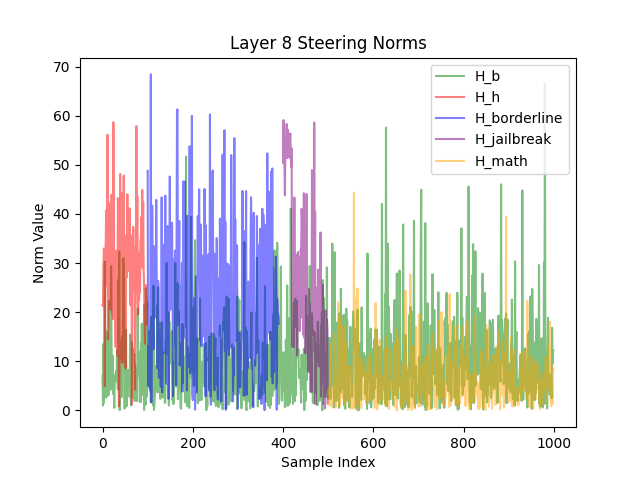 Layer 8 Steering Norms
H_b
H_h
H_borderline
H_jailbreak
H_math
Norm Value
70
60
50
40
30
20
10
0
0 200 400 600 800 1000
Sample Index